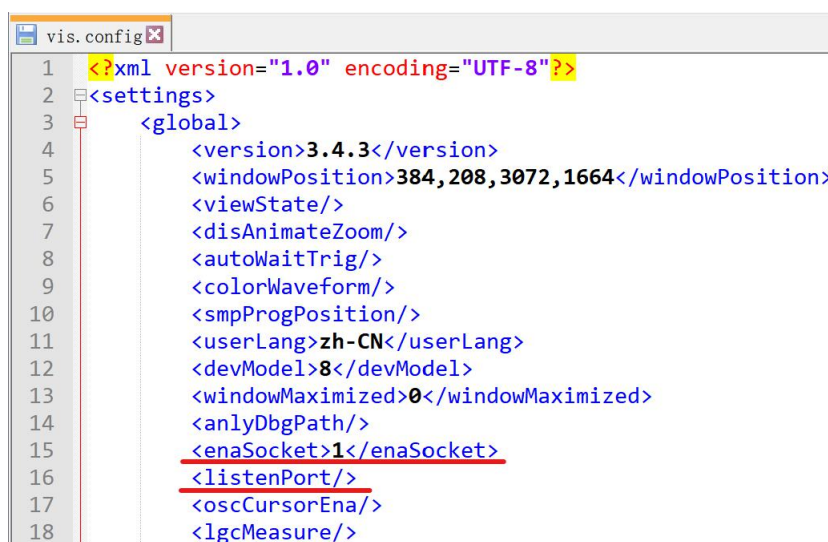 vis.config
1 <?xml version="1.0" encoding="UTF-8"?>
2 <settings>
3 <global>
4 <version>3.4.3</version>
5 <windowPosition>384,208,3072,1664</windowPosition>
6 <viewState/>
7 <disAnimateZoom/>
8 <autoWaitTrig/>
9 <colorWaveform/>
10 <smpProgPosition/>
11 <userLang>zh-CN</userLang>
12 <devModel>8</devModel>
13 <windowMaximized>0</windowMaximized>
14 <anlyDbgPath/>
15 <enaSocket>1</enaSocket>
16 <listenPort/>
17 <oscCursorEna/>
18 <lgcMeasure/>